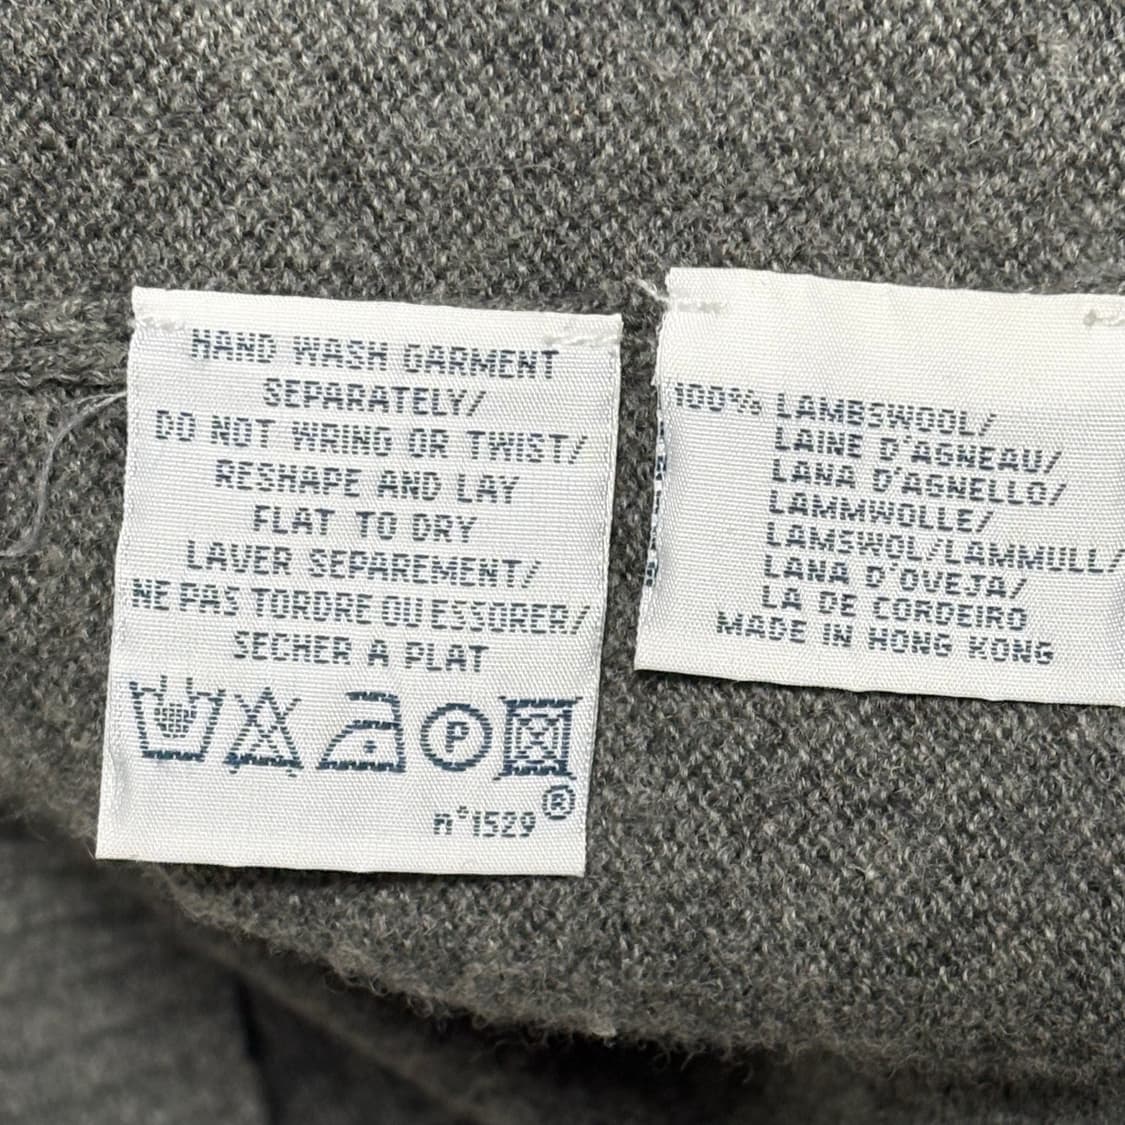 HAND WASH GARMENT
SEPARATELY/
DO NOT WRING OR TWIST/
RESHAPE AND LAY
FLAT TO DRY
LAVER SEPAREMENT/
NE PAS TORDRE OU ESSORER/
SECHER A PLAT
P
n°1529 ®
100% LAMBSWOOL/
LAINE D'AGNEAU/
LANA D'AGNELLO/
LAMMWOLLE/
LAMSWOL/LAMMULL/
LANA D'OVEJA/
LA DE CORDEIRO
MADE IN HONG KONG